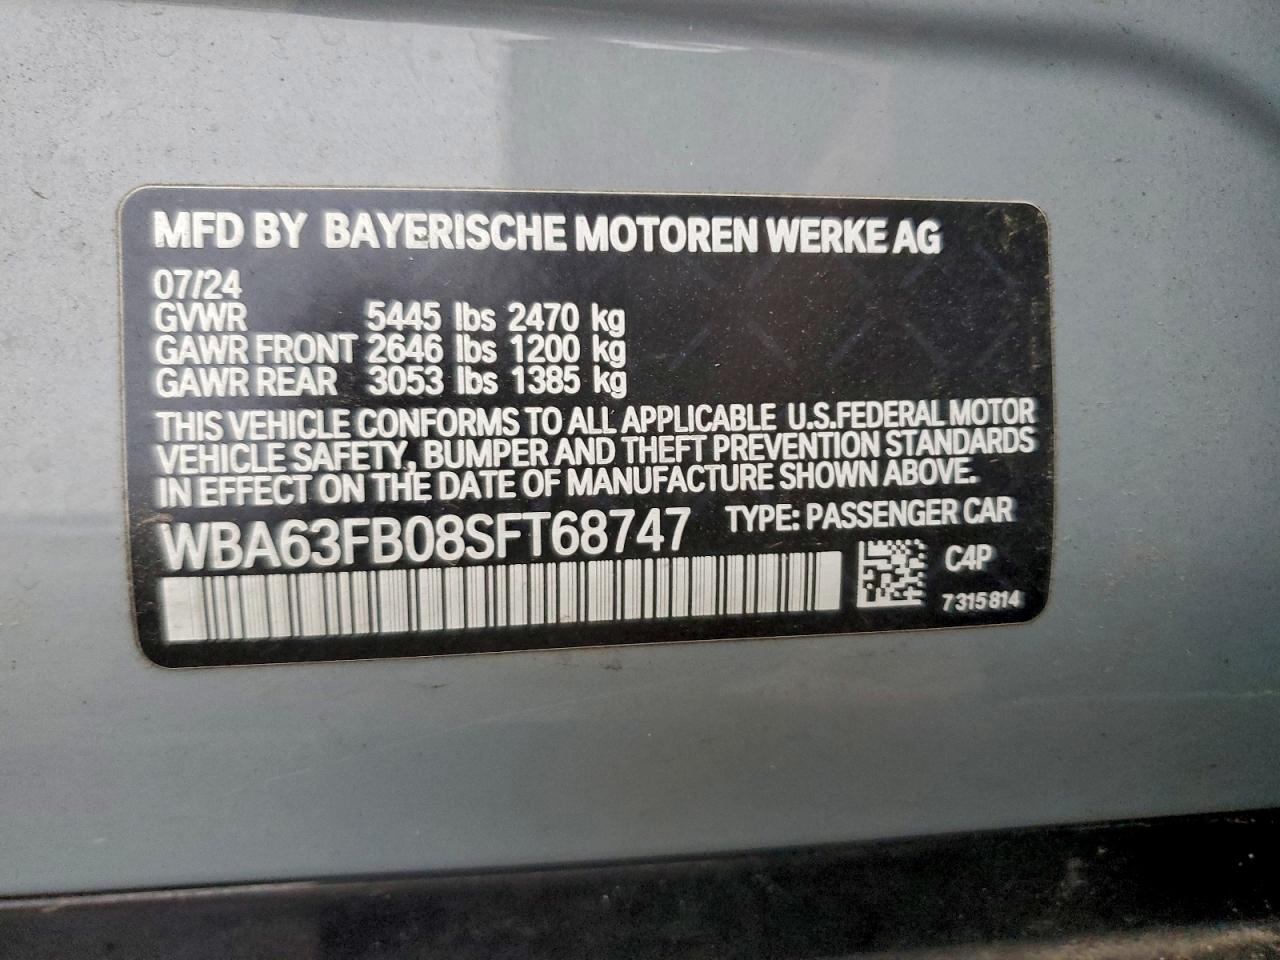 MFD BY BAYERISCHE MOTOREN WERKE AG
07/24
GVWR 5445 lbs 2470 kg
GAWR FRONT 2646 lbs 1200 kg
GAWR REAR 3053 lbs 1385 kg
THIS VEHICLE CONFORMS TO ALL APPLICABLE U.S.FEDERAL MOTOR
VEHICLE SAFETY, BUMPER AND THEFT PREVENTION STANDARDS
IN EFFECT ON THE DATE OF MANUFACTURE SHOWN ABOVE.
WBA63FB08SFT68747 TYPE: PASSENGER CAR
C4P
7 315 814